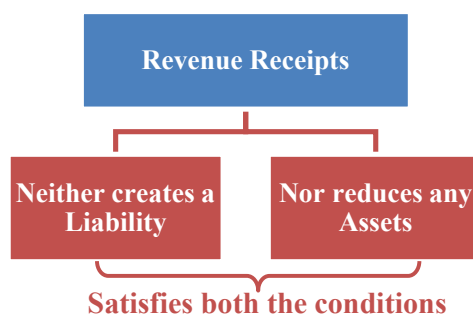 Revenue Receipts
Neither creates a
Liability
Nor reduces any
Assets
Satisfies both the conditions